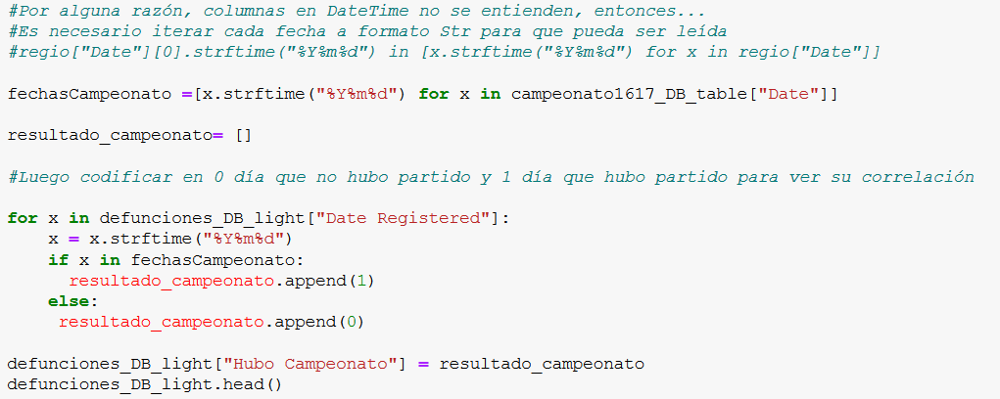 #Por alguna razón, columnas en DateTime no se entienden, entonces...
#Es necesario iterar cada fecha a formato Str para que pueda ser leída
#regio["Date"][0].strftime("%Y%m%d") in [x.strftime("%Y%m%d") for x in regio["Date"]]

fechasCampeonato =[x.strftime("%Y%m%d") for x in campeonato1617_DB_table["Date"]]

resultado_campeonato= []

#Luego codificar en 0 día que no hubo partido y 1 día que hubo partido para ver su correlación

for x in defunciones_DB_light["Date Registered"]:
    x = x.strftime("%Y%m%d")
    if x in fechasCampeonato:
      resultado_campeonato.append(1)
    else:
     resultado_campeonato.append(0)

defunciones_DB_light["Hubo Campeonato"] = resultado_campeonato
defunciones_DB_light.head()